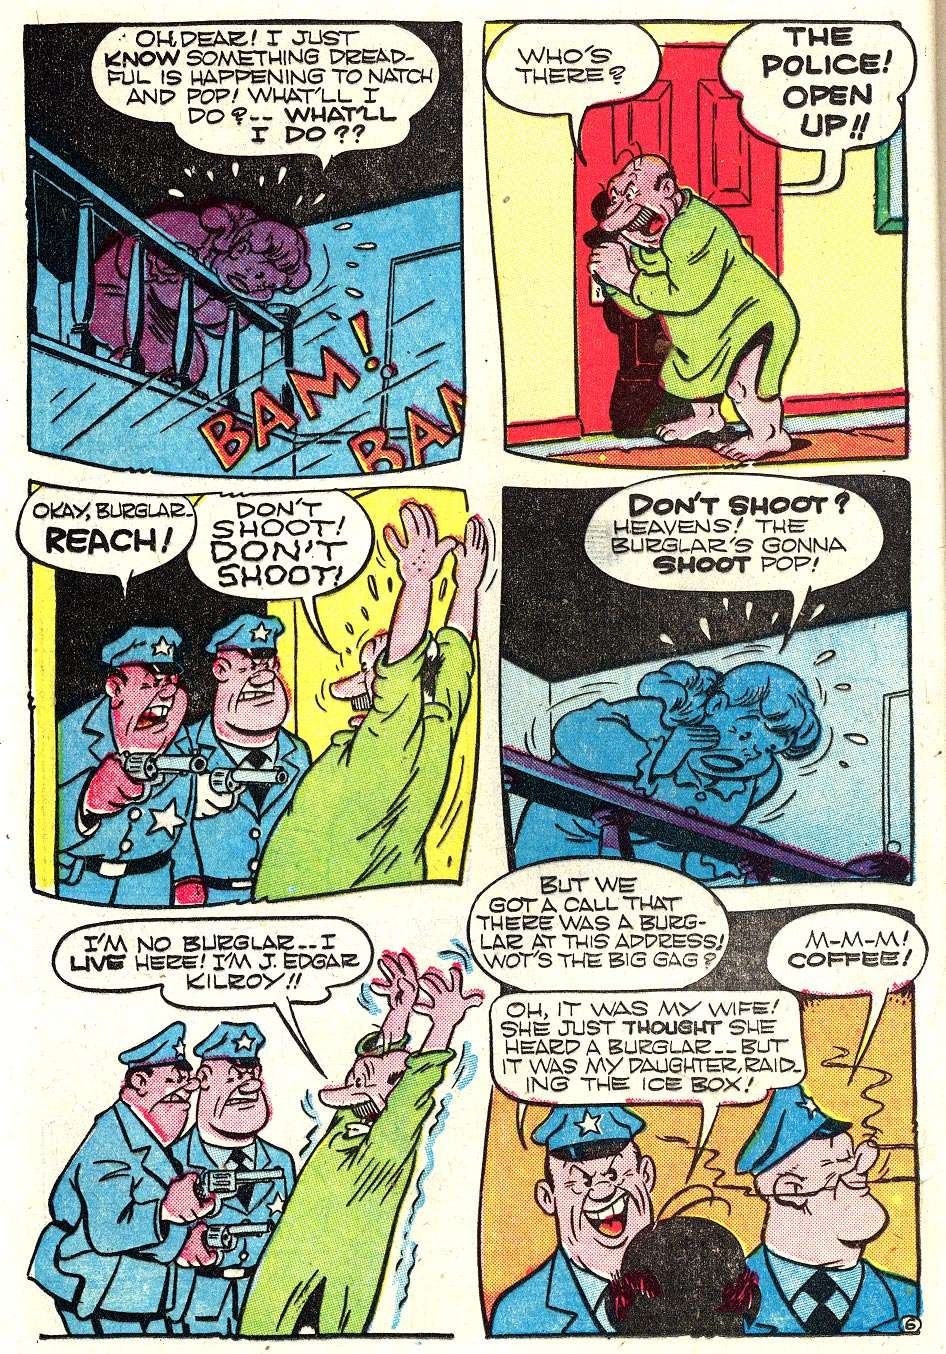 OH, DEAR! I JUST
KNOW SOMETHING DREAD-
FUL IS HAPPENING TO NATCH
AND POP! WHAT'LL I
DO?-- WHAT'LL
I DO??
BAM!
BAM
WHO'S
THERE?
THE
POLICE!
OPEN
UP!!
OKAY, BURGLAR--
REACH!
DON'T
SHOOT!
DON'T
SHOOT!
DON'T SHOOT?
HEAVENS! THE
BURGLAR'S GONNA
SHOOT POP!
I'M NO BURGLAR--I
LIVE HERE! I'M J. EDGAR
KILROY!!
BUT WE
GOT A CALL THAT
THERE WAS A BURG-
LAR AT THIS ADDRESS!
WOT'S THE BIG GAG?
OH, IT WAS MY WIFE!
SHE JUST THOUGHT SHE
HEARD A BURGLAR--BUT
IT WAS MY DAUGHTER, RAID-
ING THE ICE BOX!
M-M-M!
COFFEE!
6